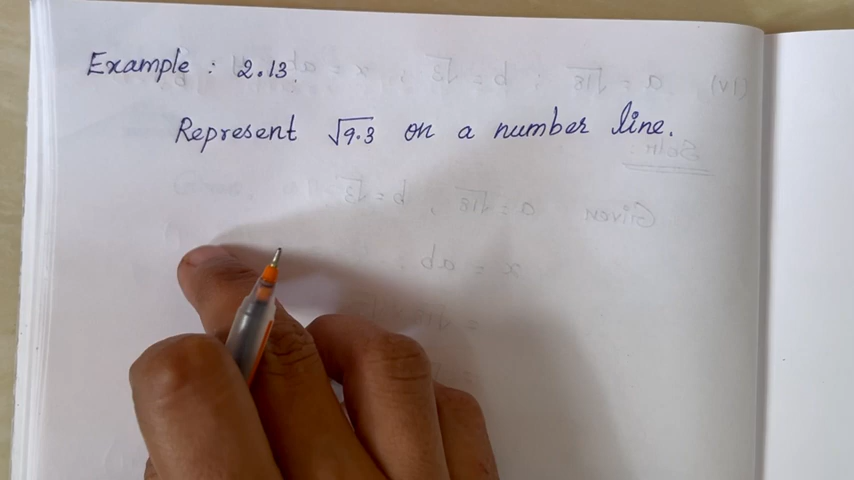 Example : 2.13.
Represent √9.3 on a number line.